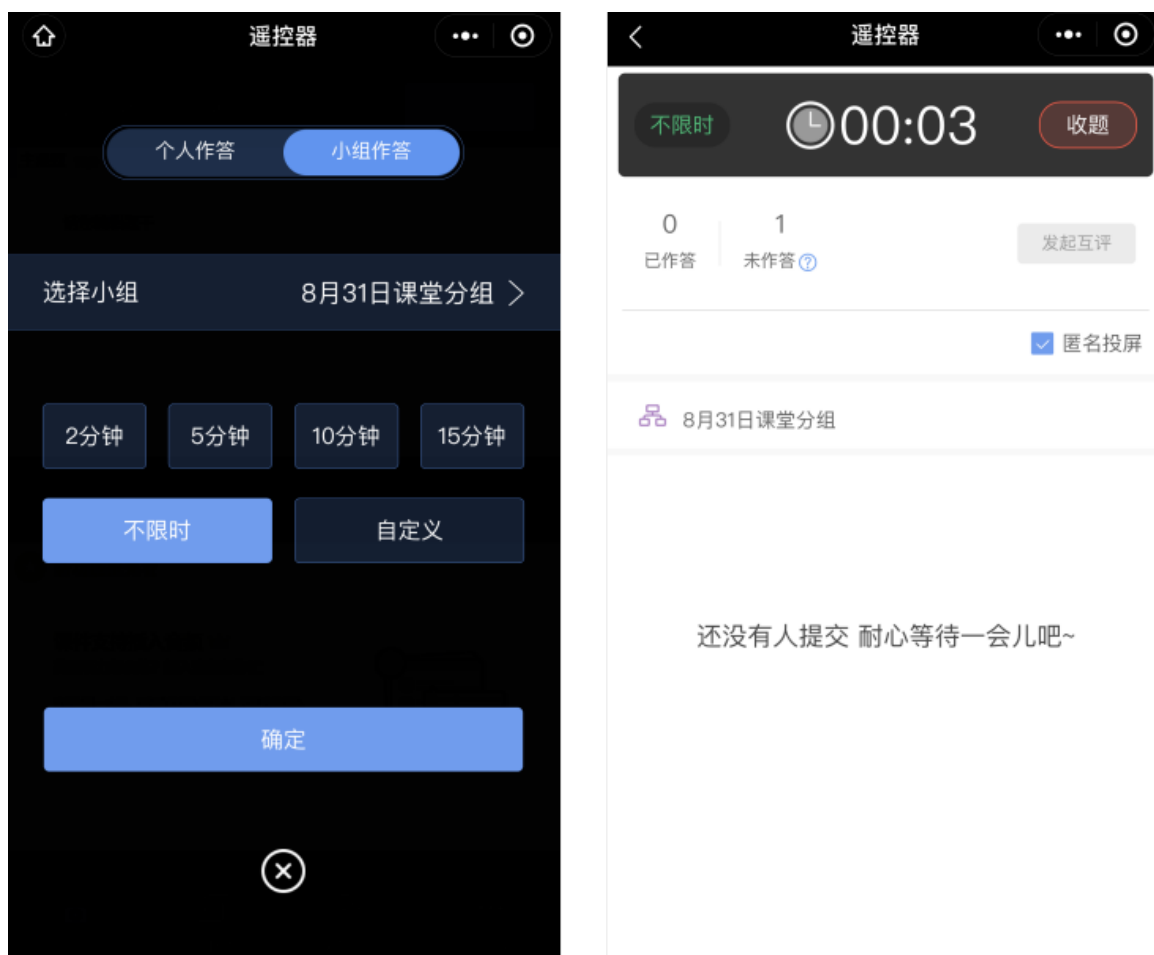 遥控器
个人作答 小组作答
选择小组 8月31日课堂分组
2分钟 5分钟 10分钟 15分钟
不限时 自定义
确定
遥控器
不限时 00:03 收题
0 1
已作答 未作答? 发起互评
匿名投屏
8月31日课堂分组
还没有人提交 耐心等待一会儿吧~